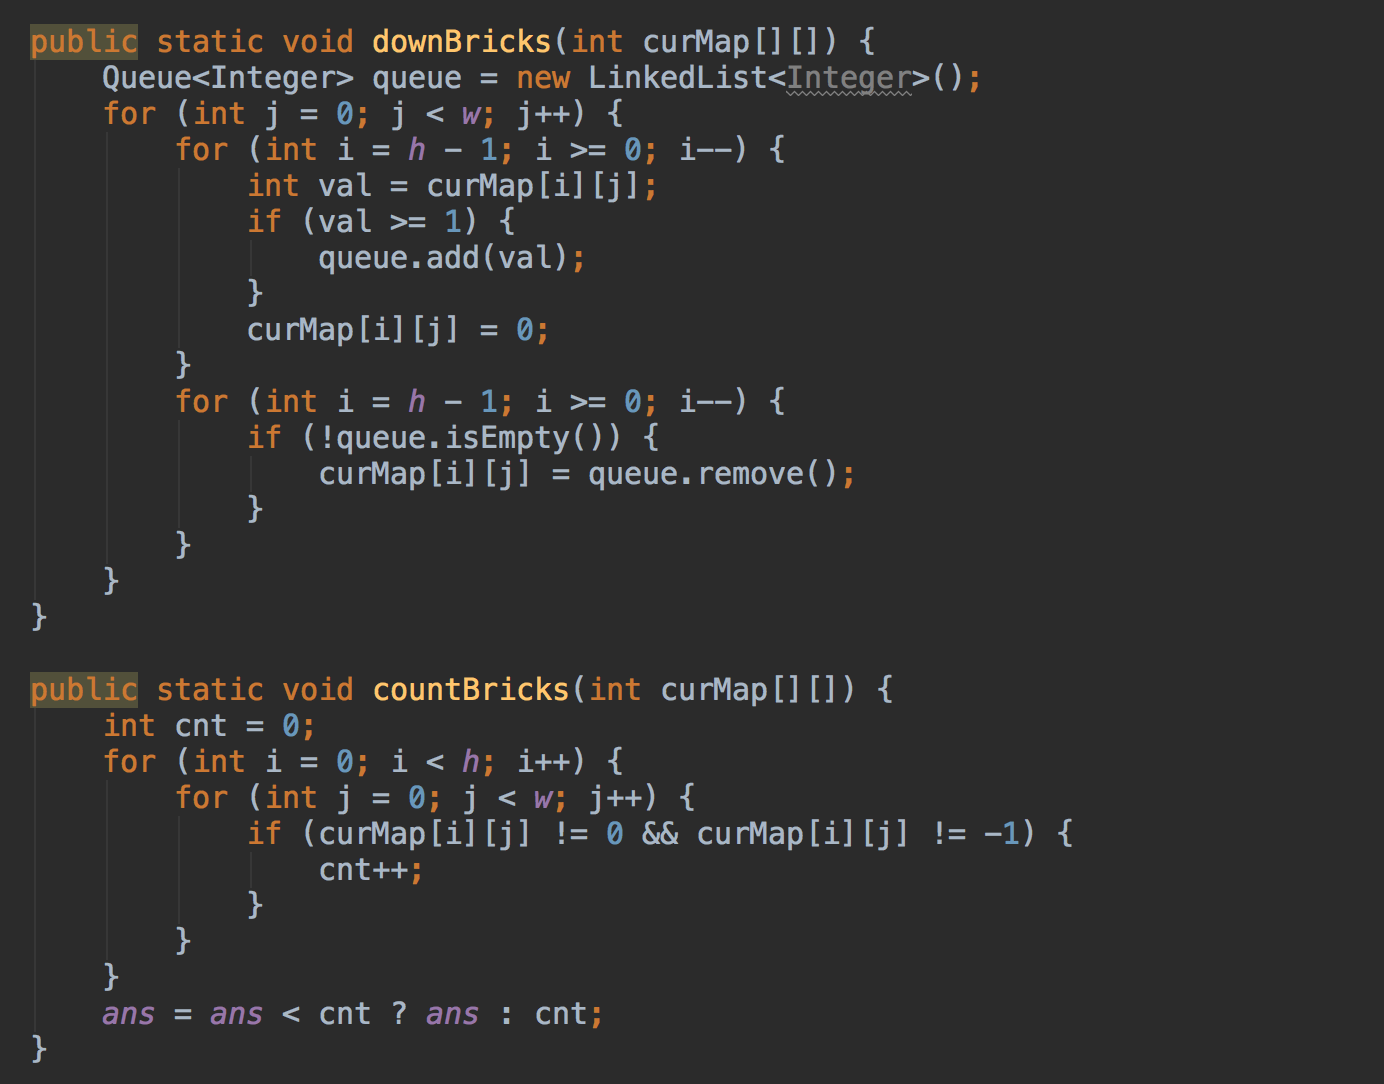 public static void downBricks(int curMap[][]) {
    Queue<Integer> queue = new LinkedList<Integer>();
    for (int j = 0; j < w; j++) {
        for (int i = h - 1; i >= 0; i--) {
            int val = curMap[i][j];
            if (val >= 1) {
                queue.add(val);
            }
            curMap[i][j] = 0;
        }
        for (int i = h - 1; i >= 0; i--) {
            if (!queue.isEmpty()) {
                curMap[i][j] = queue.remove();
            }
        }
    }
}

public static void countBricks(int curMap[][]) {
    int cnt = 0;
    for (int i = 0; i < h; i++) {
        for (int j = 0; j < w; j++) {
            if (curMap[i][j] != 0 && curMap[i][j] != -1) {
                cnt++;
            }
        }
    }
    ans = ans < cnt ? ans : cnt;
}